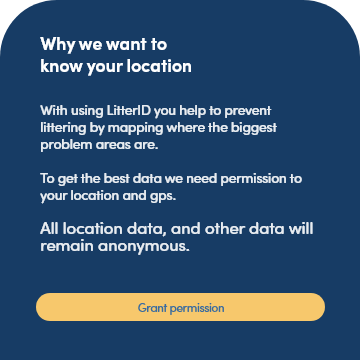 Why we want to
know your location
With using LitterID you help to prevent
littering by mapping where the biggest
problem areas are.
To get the best data we need permission to
your location and gps.
All location data, and other data will
remain anonymous.
Grant permission